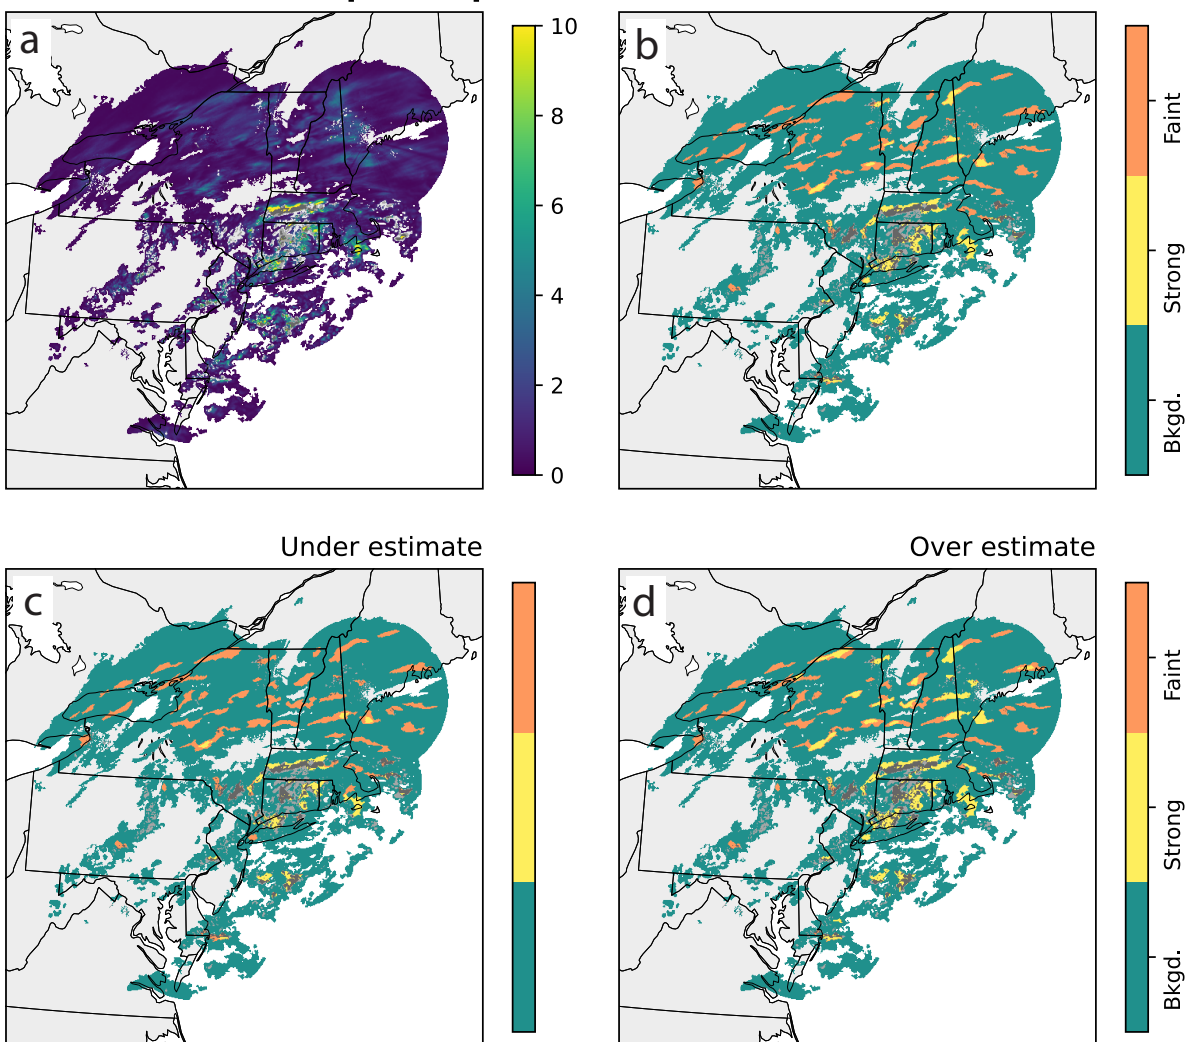 a
10
8
6
4
2
0
b
Faint
Strong
Bkgd.
Under estimate
c
Over estimate
d
Faint
Strong
Bkgd.